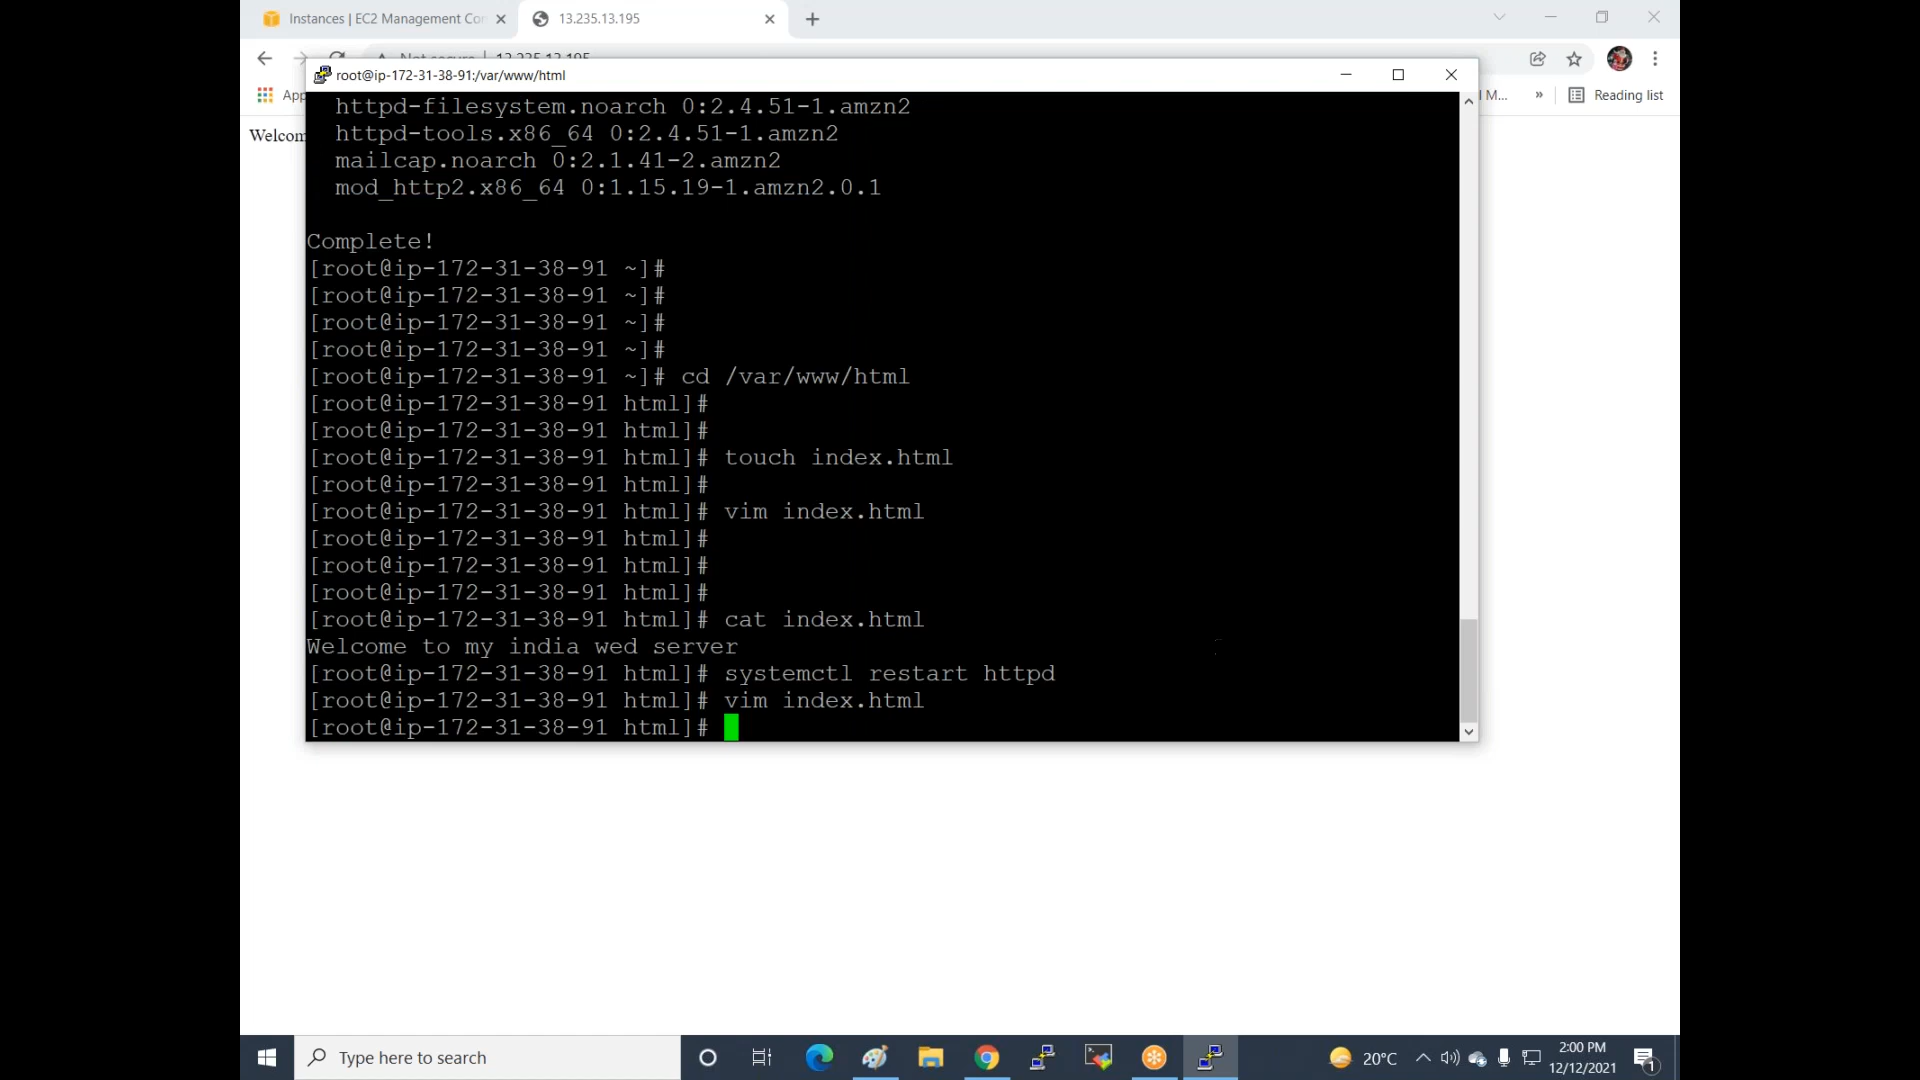 Instances | EC2 Management Co
13.235.13.195
root@ip-172-31-38-91:/var/www/html
App
M...
»
Reading list
Welcom
httpd-filesystem.noarch 0:2.4.51-1.amzn2
httpd-tools.x86_64 0:2.4.51-1.amzn2
mailcap.noarch 0:2.1.41-2.amzn2
mod_http2.x86_64 0:1.15.19-1.amzn2.0.1
Complete!
[root@ip-172-31-38-91 ~]#
[root@ip-172-31-38-91 ~]#
[root@ip-172-31-38-91 ~]#
[root@ip-172-31-38-91 ~]#
[root@ip-172-31-38-91 ~]# cd /var/www/html
[root@ip-172-31-38-91 html]#
[root@ip-172-31-38-91 html]#
[root@ip-172-31-38-91 html]# touch index.html
[root@ip-172-31-38-91 html]#
[root@ip-172-31-38-91 html]# vim index.html
[root@ip-172-31-38-91 html]#
[root@ip-172-31-38-91 html]#
[root@ip-172-31-38-91 html]#
[root@ip-172-31-38-91 html]# cat index.html
Welcome to my india wed server
[root@ip-172-31-38-91 html]# systemctl restart httpd
[root@ip-172-31-38-91 html]# vim index.html
[root@ip-172-31-38-91 html]#
Type here to search
20°C
2:00 PM
12/12/2021
1